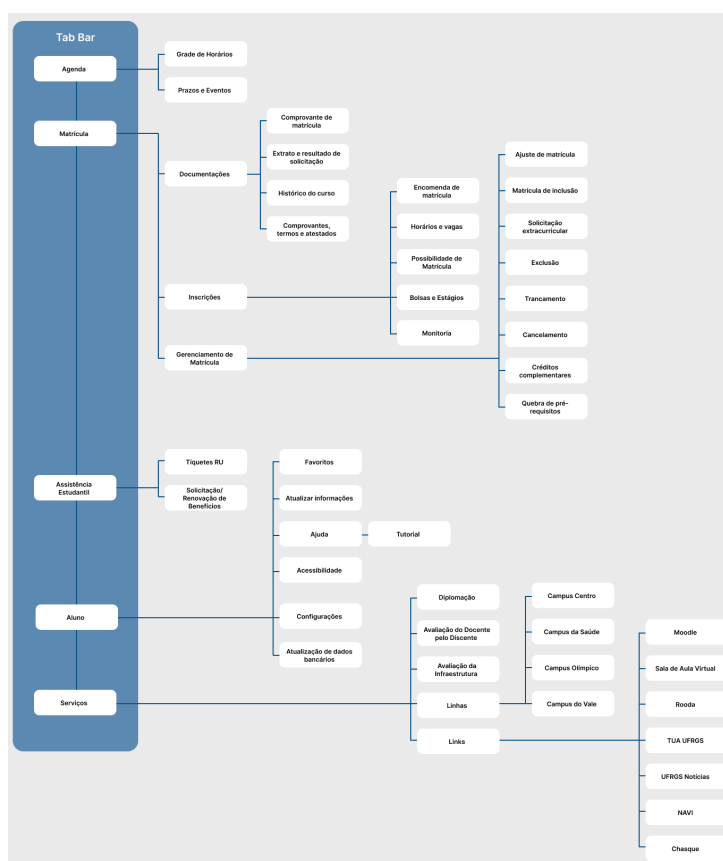 Tab Bar
Agenda
Grade de Horários
Prazos e Eventos
Matrícula
Documentações
Comprovante de
matrícula
Extrato e resultado de
solicitação
Histórico do curso
Comprovantes,
termos e atestados
Inscrições
Encomenda de
matrícula
Horários e vagas
Possibilidade de
Matrícula
Bolsas e Estágios
Monitoria
Gerenciamento de
Matrícula
Ajuste de matrícula
Matrícula de inclusão
Solicitação
extracurricular
Exclusão
Trancamento
Cancelamento
Créditos
complementares
Quebra de pré-
requisitos
Assistência
Estudantil
Tíquetes RU
Solicitação/
Renovação de
Benefícios
Aluno
Favoritos
Atualizar informações
Ajuda
Tutorial
Acessibilidade
Configurações
Atualização de dados
bancários
Serviços
Diplomação
Avaliação do Docente
pelo Discente
Avaliação da
Infraestrutura
Linhas
Campus Centro
Campus da Saúde
Campus Olímpico
Campus do Vale
Links
Moodle
Sala de Aula Virtual
Rooda
TUA UFRGS
UFRGS Notícias
NAVI
Chasque